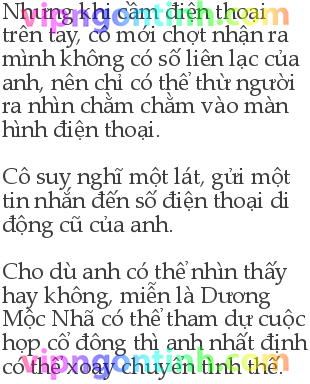 Nhưng khi cầm điện thoại
trên tay, cô mới chợt nhận ra
mình không có số liên lạc của
anh, nên chỉ có thể thừ người
ra nhìn chằm chằm vào màn
hình điện thoại.
Cô suy nghĩ một lát, gửi một
tin nhắn đến số điện thoại di
động cũ của anh.
Cho dù anh có thể nhìn thấy
hay không, miễn là Dương
Mộc Nhã có thể tham dự cuộc
họp cổ đông thì anh nhất định
có thể xoay chuyển tình thế.
vipngontinh.com
vipngontinh.com